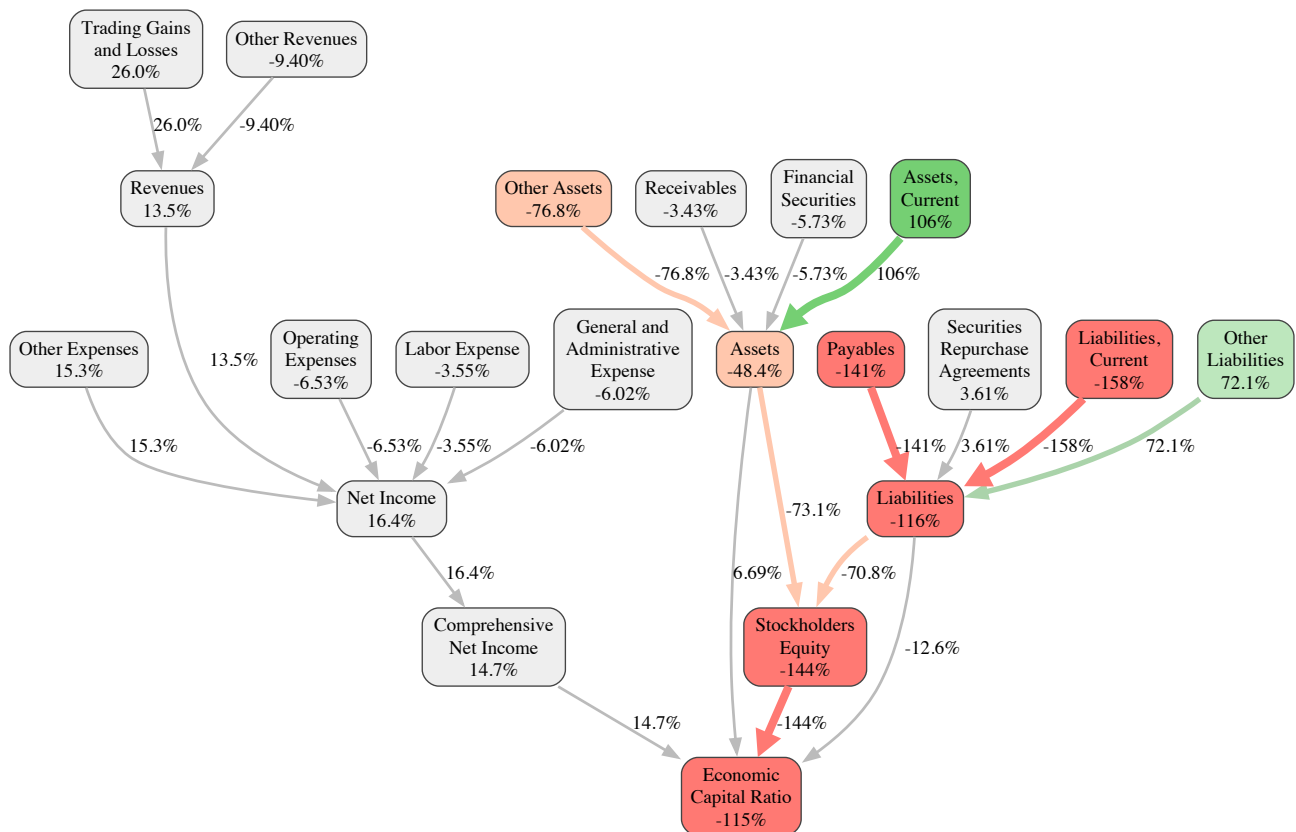 Trading Gains
and Losses
26.0%
Other Revenues
-9.40%
26.0%
-9.40%
Revenues
13.5%
Other Assets
-76.8%
Receivables
-3.43%
Financial
Securities
-5.73%
Assets,
Current
106%
-76.8%
-3.43%
-5.73%
106%
Other Expenses
15.3%
13.5%
Operating
Expenses
-6.53%
Labor Expense
-3.55%
General and
Administrative
Expense
-6.02%
Assets
-48.4%
Payables
-141%
Securities
Repurchase
Agreements
3.61%
Liabilities,
Current
-158%
Other
Liabilities
72.1%
15.3%
-6.53%
-3.55%
-6.02%
-141%
3.61%
-158%
72.1%
Net Income
16.4%
-73.1%
Liabilities
-116%
16.4%
6.69%
-70.8%
Comprehensive
Net Income
14.7%
Stockholders
Equity
-144%
-12.6%
14.7%
-144%
Economic
Capital Ratio
-115%